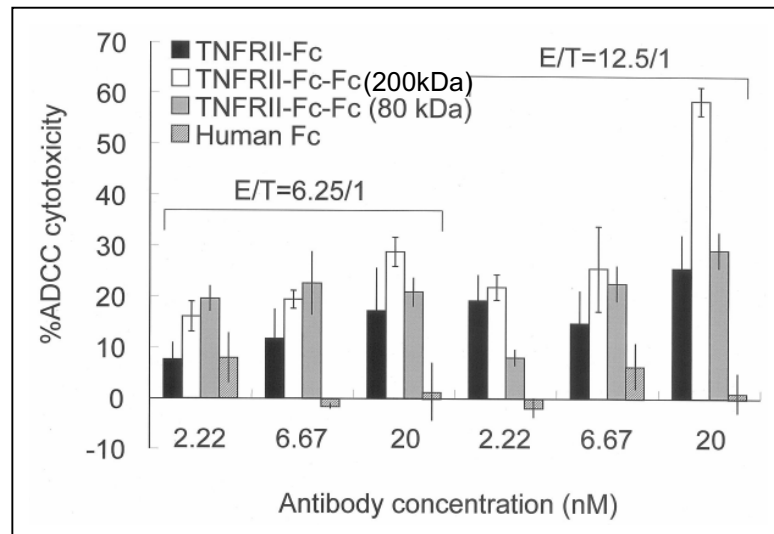 70
60
50
40
30
20
10
0
-10
%ADCC cytotoxicity
TNFRII-Fc
TNFRII-Fc-Fc (200kDa)
TNFRII-Fc-Fc (80 kDa)
Human Fc
E/T=6.25/1
E/T=12.5/1
2.22 6.67 20 2.22 6.67 20
Antibody concentration (nM)